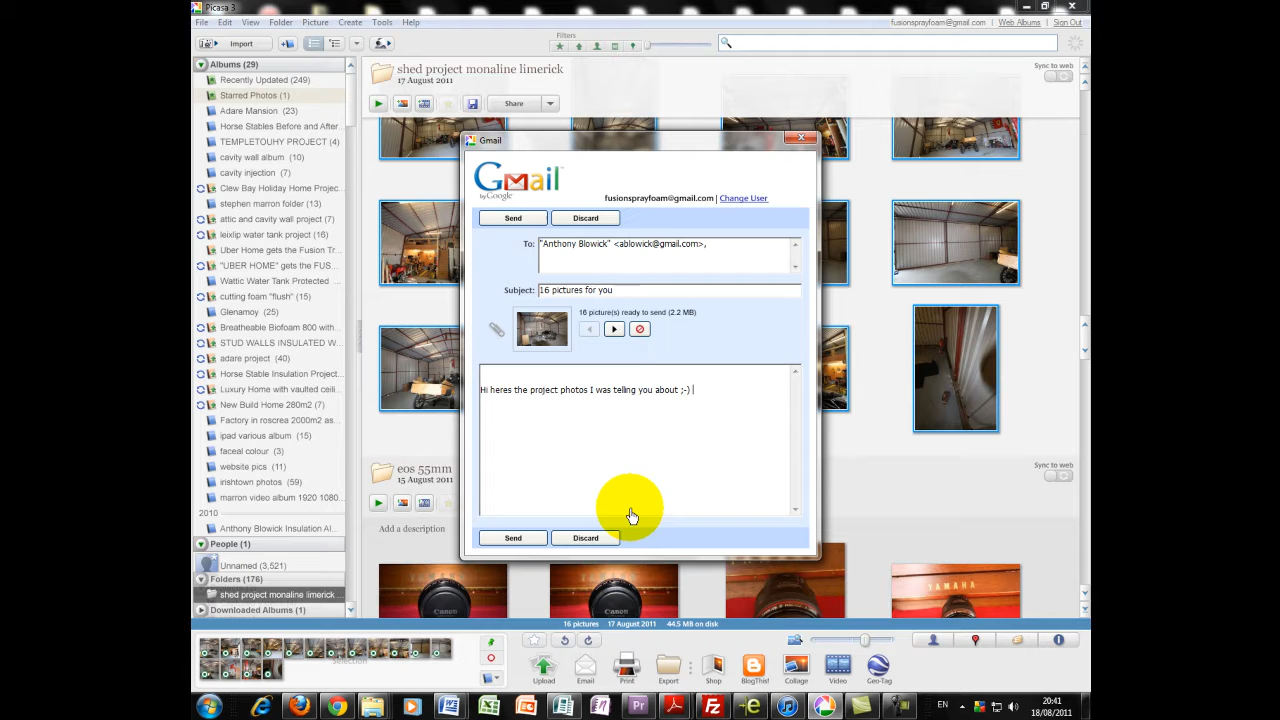 Picasa 3
File Edit View Folder Picture Create Tools Help
fusionsprayfoam@gmail.com | Web Albums | Sign Out
Import
Filters
Albums (29)
Recently Updated (249)
Starred Photos (1)
Adare Mansion (23)
Horse Stables Before and After...
TEMPLETOUHY PROJECT (4)
cavity wall album (10)
cavity injection (7)
Clew Bay Holiday Home Projec...
spencer marron folder (13)
attic and cavity wall project (7)
leixlip water tank project (16)
Uber Home gets the Fusion Tr...
"UBER HOME" gets the FUS...
Wattic Water Tank Protected ...
cutting foam "flush" (15)
Glenamoy (25)
Breatheable Biofoam 800 with...
STUD WALLS INSULATED W...
adare project (40)
Horse Stable Insulation Project...
Luxury Home with vaulted ceili...
New Build Home 280m2 (7)
Factory in roscrea 2000m2 as...
ipad various album (15)
faceal colour (3)
website pics (11)
irishtown photos (59)
marron video album 1920 1080...
2010
Anthony Blowick Insulation Al...
People (1)
Unnamed (3,521)
Folders (176)
shed project monaline limerick ...
Downloaded Albums (1)
shed project monaline limerick
17 August 2011
Sync to web
Share
Gmail
Gmail
by Google
fusionsprayfoam@gmail.com | Change User
Send Discard
To: "Anthony Blowick" <ablowick@gmail.com>,
Subject: 16 pictures for you
16 picture(s) ready to send (2.2 MB)
Hi heres the project photos I was telling you about ;-)
Send Discard
eos 55mm
15 August 2011
Sync to web
Add a description
Canon
Canon
YAMAHA
16 pictures 17 August 2011 44.5 MB on disk
Selection
Upload Email Print Export Shop BlogThis! Collage Video Geo-Tag
EN
20:41
18/08/2011